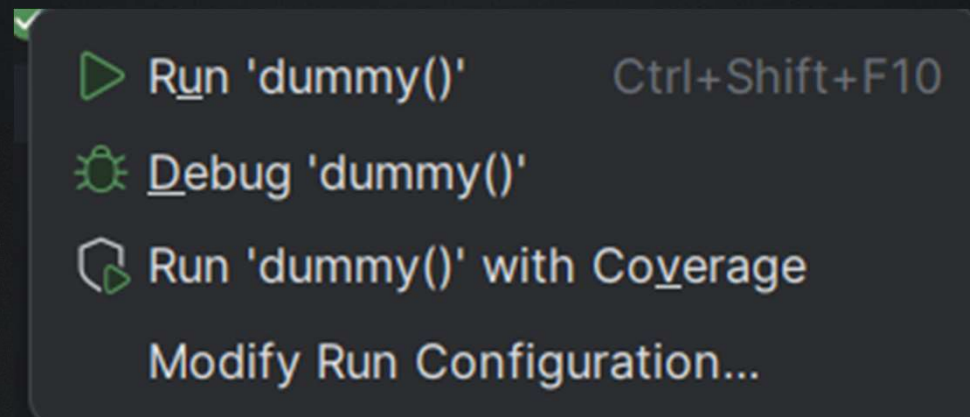 Run 'dummy()' Ctrl+Shift+F10
Debug 'dummy()'
Run 'dummy()' with Coverage
Modify Run Configuration...